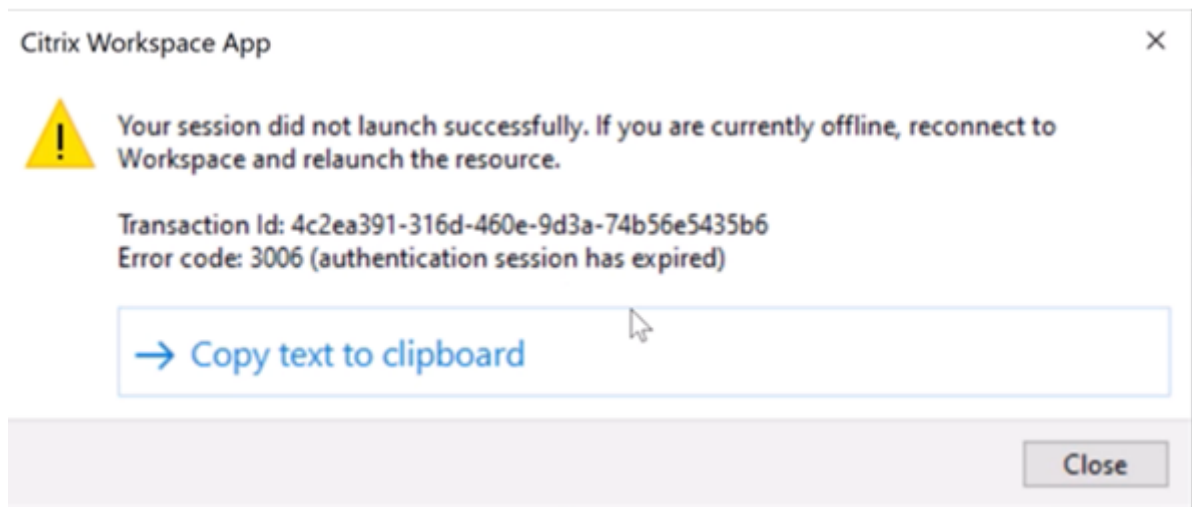 Citrix Workspace App
Your session did not launch successfully. If you are currently offline, reconnect to
Workspace and relaunch the resource.
Transaction Id: 4c2ea391-316d-460e-9d3a-74b56e5435b6
Error code: 3006 (authentication session has expired)
→ Copy text to clipboard
Close